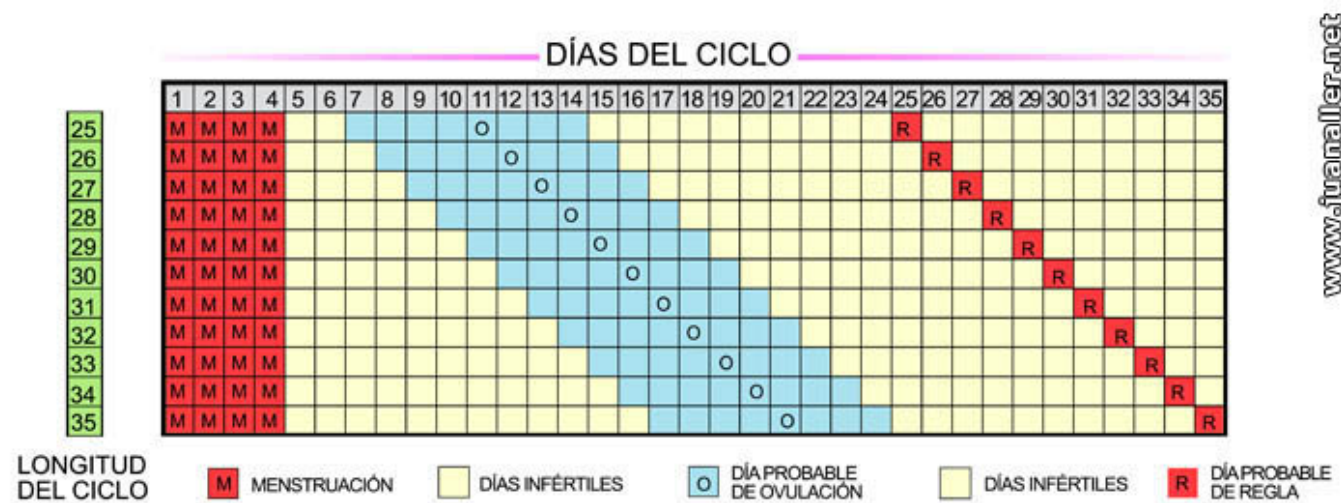 DÍAS DEL CICLO
www.juanaller.net
1 2 3 4 5 6 7 8 9 10 11 12 13 14 15 16 17 18 19 20 21 22 23 24 25 26 27 28 29 30 31 32 33 34 35
25 M M M M O R
26 M M M M O R
27 M M M M O R
28 M M M M O R
29 M M M M O R
30 M M M M O R
31 M M M M O R
32 M M M M O R
33 M M M M O R
34 M M M M O R
35 M M M M O R
LONGITUD
DEL CICLO
M MENSTRUACIÓN
DÍAS INFÉRTILES
O DÍA PROBABLE
DE OVULACIÓN
DÍAS INFÉRTILES
R DÍA PROBABLE
DE REGLA